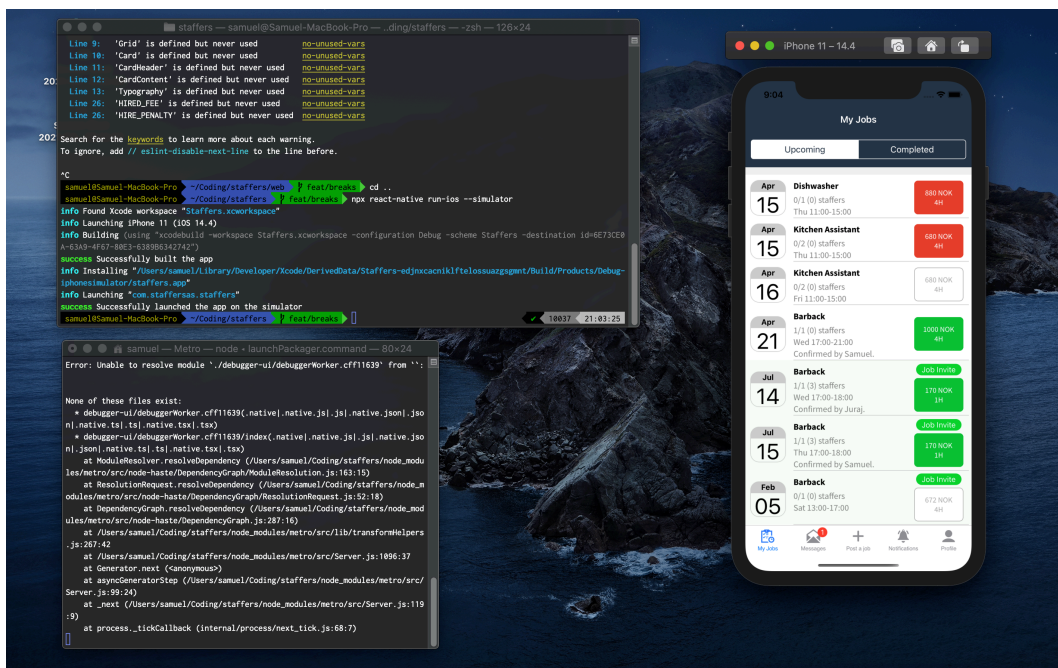 staffers — samuel@Samuel-MacBook-Pro — ..ding/staffers — -zsh — 126×24
Line 9: 'Grid' is defined but never used no-unused-vars
Line 10: 'Card' is defined but never used no-unused-vars
Line 11: 'CardHeader' is defined but never used no-unused-vars
Line 12: 'CardContent' is defined but never used no-unused-vars
Line 13: 'Typography' is defined but never used no-unused-vars
Line 26: 'HIRED_FEE' is defined but never used no-unused-vars
Line 26: 'HIRE_PENALTY' is defined but never used no-unused-vars
Search for the keywords to learn more about each warning.
To ignore, add // eslint-disable-next-line to the line before.
^C
samuel@Samuel-MacBook-Pro ~/Coding/staffers/web feat/breaks cd ..
samuel@Samuel-MacBook-Pro ~/Coding/staffers feat/breaks npx react-native run-ios --simulator
info Found Xcode workspace "Staffers.xcworkspace"
info Launching iPhone 11 (iOS 14.4)
info Building (using "xcodebuild -workspace Staffers.xcworkspace -configuration Debug -scheme Staffers -destination id=6E73CE0
A-63A9-4F67-80E3-6389B6342742")
success Successfully built the app
info Installing "/Users/samuel/Library/Developer/Xcode/DerivedData/Staffers-edjnxcacniklftelossuazgsgmnt/Build/Products/Debug-
iphonesimulator/staffers.app"
info Launching "com.staffersas.staffers"
success Successfully launched the app on the simulator
samuel@Samuel-MacBook-Pro ~/Coding/staffers feat/breaks ✓ 10037 21:03:25
samuel — Metro — node ◂ launchPackager.command — 80×24
Error: Unable to resolve module `./debugger-ui/debuggerWorker.cff11639` from ``:
None of these files exist:
* debugger-ui/debuggerWorker.cff11639(.native|.native.js|.js|.native.json|.jso
n|.native.ts|.ts|.native.tsx|.tsx)
* debugger-ui/debuggerWorker.cff11639/index(.native|.native.js|.js|.native.jso
n|.json|.native.ts|.ts|.native.tsx|.tsx)
at ModuleResolver.resolveDependency (/Users/samuel/Coding/staffers/node_modu
les/metro/src/node-haste/DependencyGraph/ModuleResolution.js:163:15)
at ResolutionRequest.resolveDependency (/Users/samuel/Coding/staffers/node_m
odules/metro/src/node-haste/DependencyGraph/ResolutionRequest.js:52:18)
at DependencyGraph.resolveDependency (/Users/samuel/Coding/staffers/node_mod
ules/metro/src/node-haste/DependencyGraph.js:287:16)
at /Users/samuel/Coding/staffers/node_modules/metro/src/lib/transformHelpers
.js:267:42
at /Users/samuel/Coding/staffers/node_modules/metro/src/Server.js:1096:37
at Generator.next (<anonymous>)
at asyncGeneratorStep (/Users/samuel/Coding/staffers/node_modules/metro/src/
Server.js:99:24)
at _next (/Users/samuel/Coding/staffers/node_modules/metro/src/Server.js:119
:9)
at process._tickCallback (internal/process/next_tick.js:68:7)
iPhone 11 – 14.4
9:04
My Jobs
Upcoming Completed
Apr 15
Dishwasher
0/1 (0) staffers
Thu 11:00-15:00
880 NOK
4H
Apr 15
Kitchen Assistant
0/2 (0) staffers
Thu 11:00-15:00
680 NOK
4H
Apr 16
Kitchen Assistant
0/2 (0) staffers
Fri 11:00-15:00
680 NOK
4H
Apr 21
Barback
1/1 (0) staffers
Wed 17:00-21:00
Confirmed by Samuel.
1000 NOK
4H
Jul 14
Barback
1/1 (3) staffers
Wed 17:00-18:00
Confirmed by Juraj.
Job Invite
170 NOK
1H
Jul 15
Barback
1/1 (3) staffers
Thu 17:00-18:00
Confirmed by Samuel.
Job Invite
170 NOK
1H
Feb 05
Barback
0/1 (0) staffers
Sat 13:00-17:00
Job Invite
672 NOK
4H
1
My Jobs Messages Post a job Notifications Profile